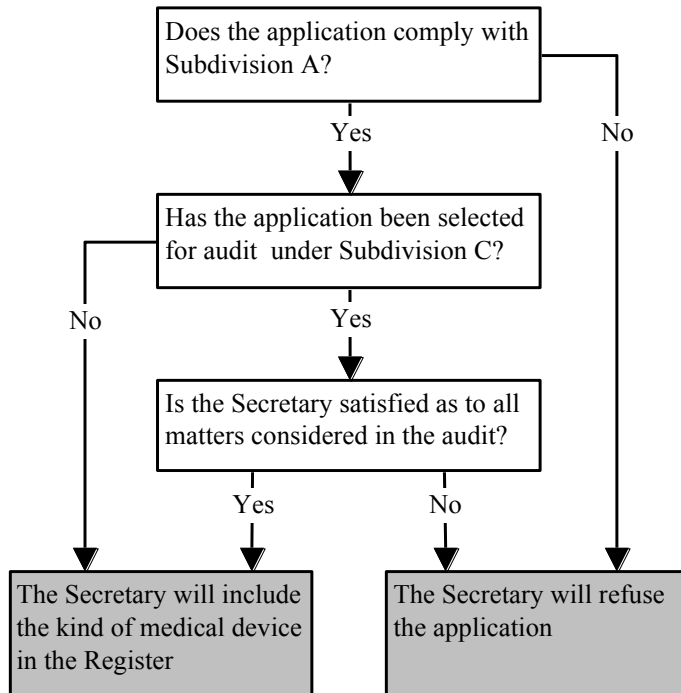 Does the application comply with
Subdivision A?
Yes
No
Has the application been selected
for audit under Subdivision C?
No
Yes
Is the Secretary satisfied as to all
matters considered in the audit?
Yes
No
The Secretary will include
the kind of medical device
in the Register
The Secretary will refuse
the application